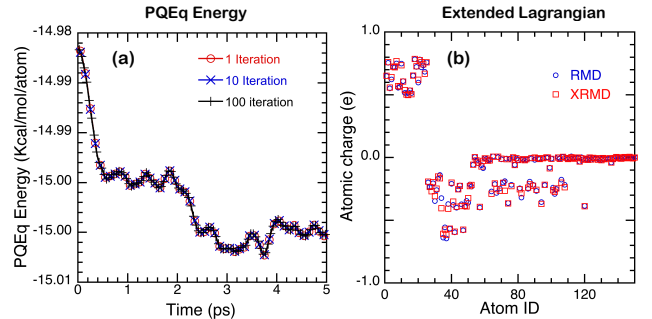 PQEq Energy
(a)
1 Iteration
10 Iteration
100 iteration
PQEq Energy (Kcal/mol/atom)
-14.98
-14.98
-14.99
-14.99
-15.00
-15.00
-15.01
0
1
2
3
4
5
Time (ps)
Extended Lagrangian
(b)
RMD
XRMD
Atomic charge (e)
1.0
0.0
-1.0
0
40
80
120
Atom ID